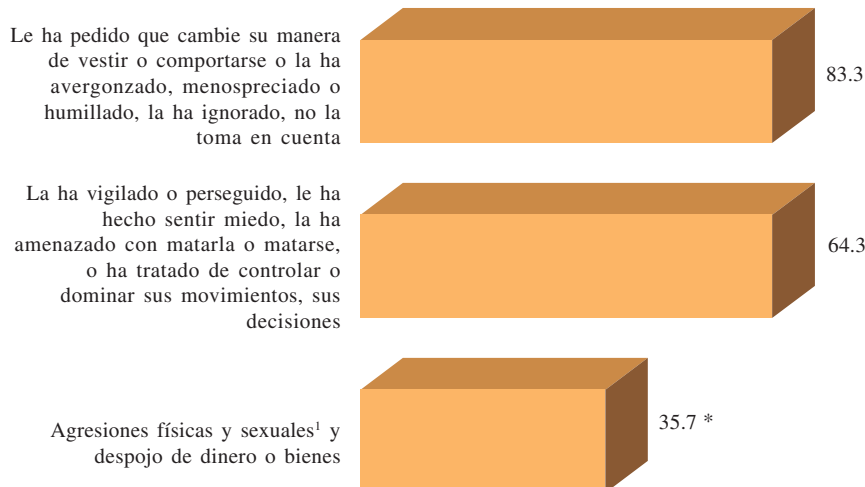 Le ha pedido que cambie su manera
de vestir o comportarse o la ha
avergonzado, menospreciado o
humillado, la ha ignorado, no la
toma en cuenta
83.3
La ha vigilado o perseguido, le ha
hecho sentir miedo, la ha
amenazado con matarla o matarse,
o ha tratado de controlar o
dominar sus movimientos, sus
decisiones
64.3
Agresiones físicas y sexuales¹ y
despojo de dinero o bienes
35.7 *